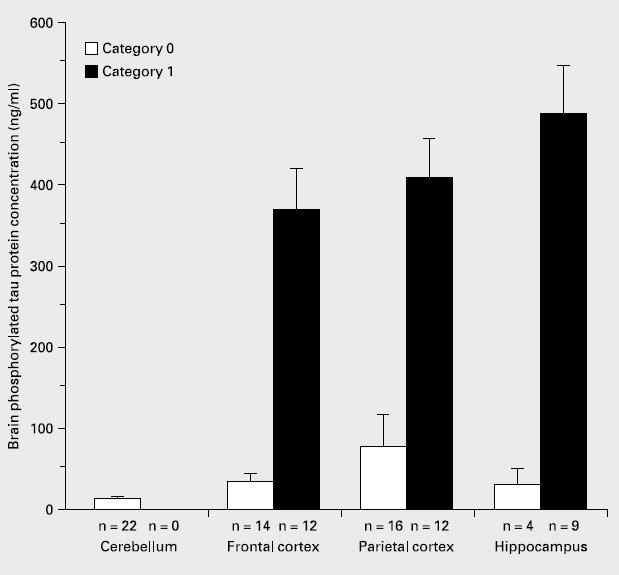 Brain phosphorylated tau protein concentration (ng/ml)
600
500
400
300
200
100
0
Category 0
Category 1
n = 22 n = 0 n = 14 n = 12 n = 16 n = 12 n = 4 n = 9
Cerebellum Frontal cortex Parietal cortex Hippocampus